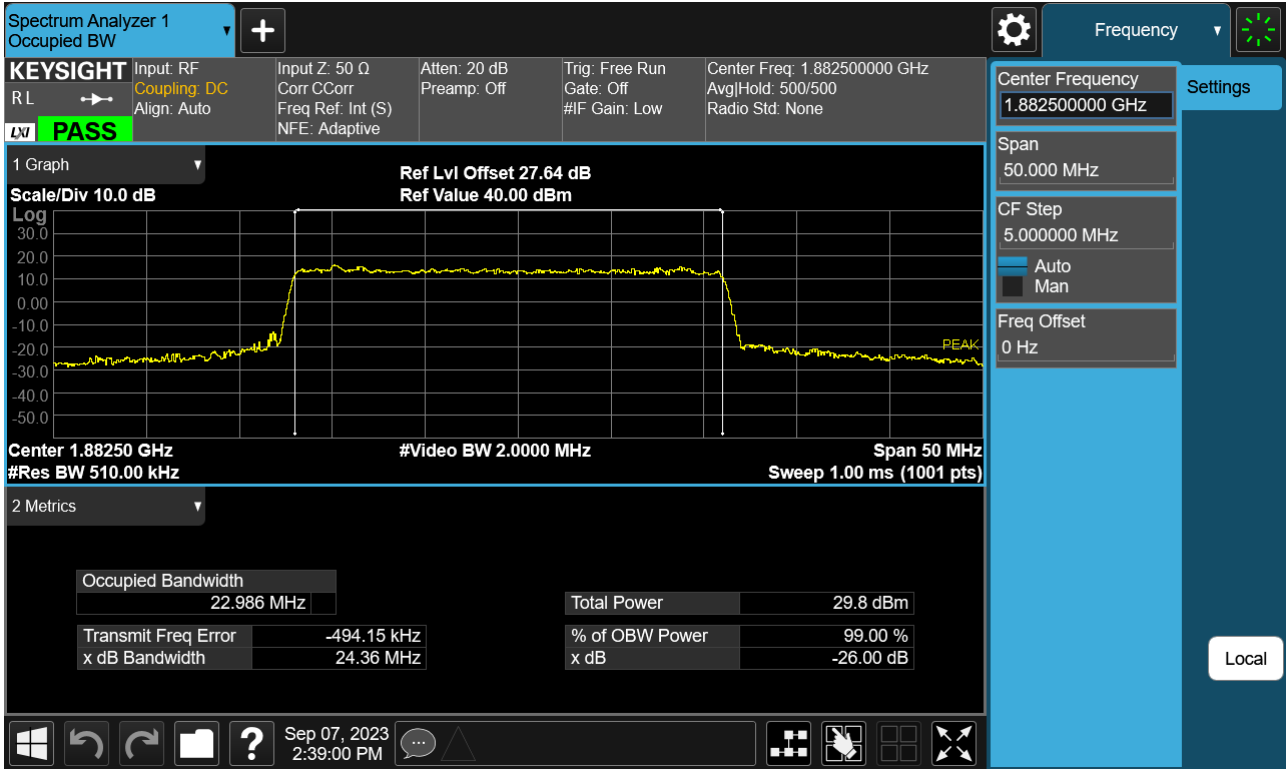 Spectrum Analyzer 1
Occupied BW
Frequency
KEYSIGHT
R L
LXI PASS
Input: RF
Coupling: DC
Align: Auto
Input Z: 50 Ω
Corr CCorr
Freq Ref: Int (S)
NFE: Adaptive
Atten: 20 dB
Preamp: Off
Trig: Free Run
Gate: Off
#IF Gain: Low
Center Freq: 1.882500000 GHz
Avg|Hold: 500/500
Radio Std: None
Center Frequency
1.882500000 GHz
Settings
Span
50.000 MHz
CF Step
5.000000 MHz
Auto
Man
Freq Offset
0 Hz
Local
1 Graph
Ref Lvl Offset 27.64 dB
Scale/Div 10.0 dB
Ref Value 40.00 dBm
Log
30.0
20.0
10.0
0.00
-10.0
-20.0
-30.0
-40.0
-50.0
PEAK
Center 1.88250 GHz
#Video BW 2.0000 MHz
Span 50 MHz
#Res BW 510.00 kHz
Sweep 1.00 ms (1001 pts)
2 Metrics
Occupied Bandwidth
22.986 MHz
Total Power 29.8 dBm
Transmit Freq Error -494.15 kHz
% of OBW Power 99.00 %
x dB Bandwidth 24.36 MHz
x dB -26.00 dB
?
Sep 07, 2023
2:39:00 PM